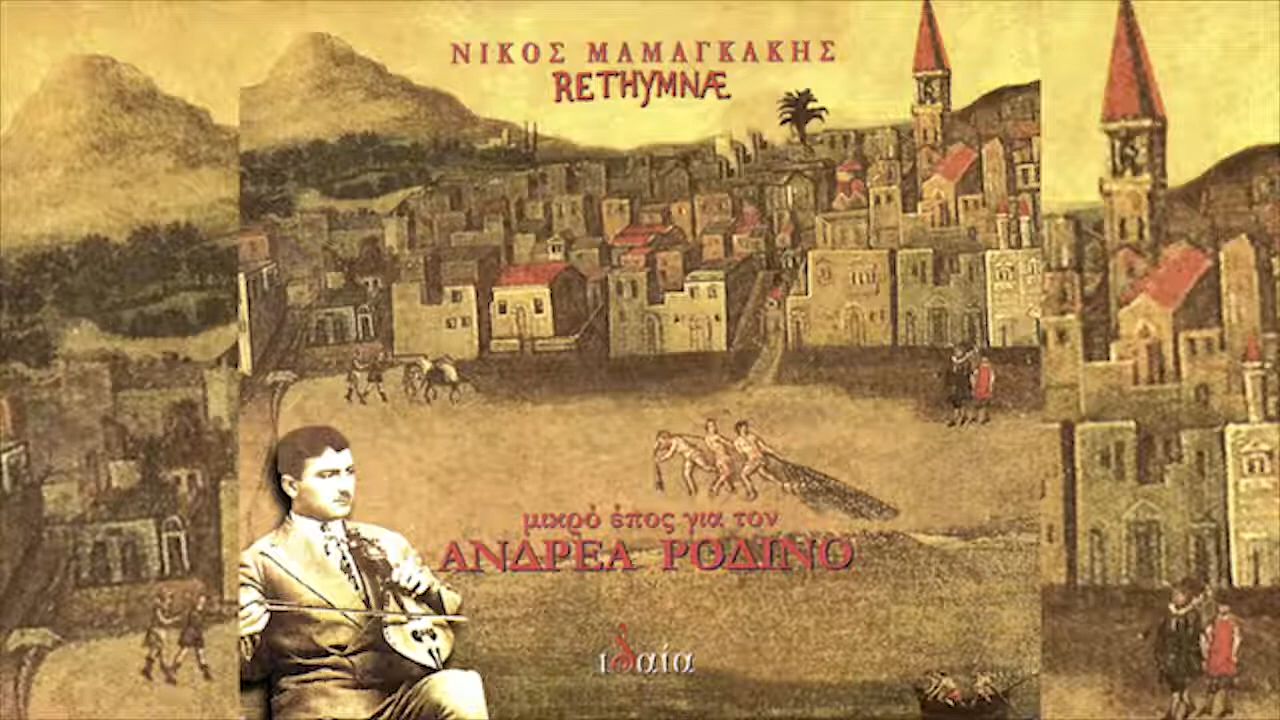 ΝΙΚΟΣ ΜΑΜΑΓΚΑΚΗΣ
RETHYMNÆ
μικρό έπος για τον
ΑΝΔΡΕΑ ΡΟΔΙΝΟ
ιδαία